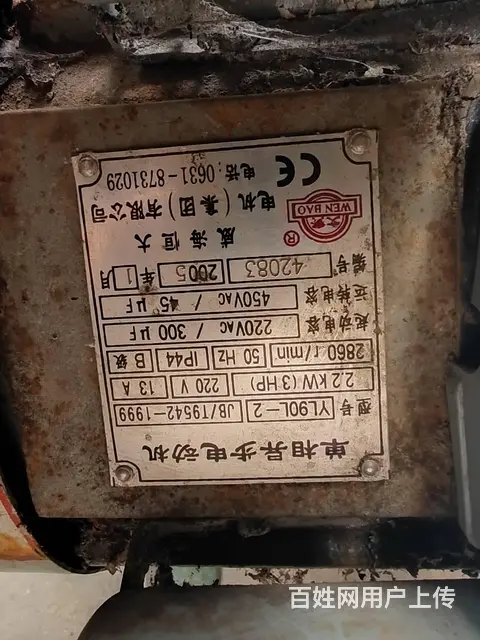 单相异步电动机
型号 YL90L-2 JB/T9542-1999
2.2 KW (3 HP) 220 V 13 A
2860 r/min 50 Hz IP44 B 级
起动电容 220VAC / 300 μF
运转电容 450VAC / 45 μF
编号 42083 2005 年 1 月
威海恒大
WEN BAO ® 电机(集团)有限公司
CE 电话:0631-8731029
百姓网用户上传